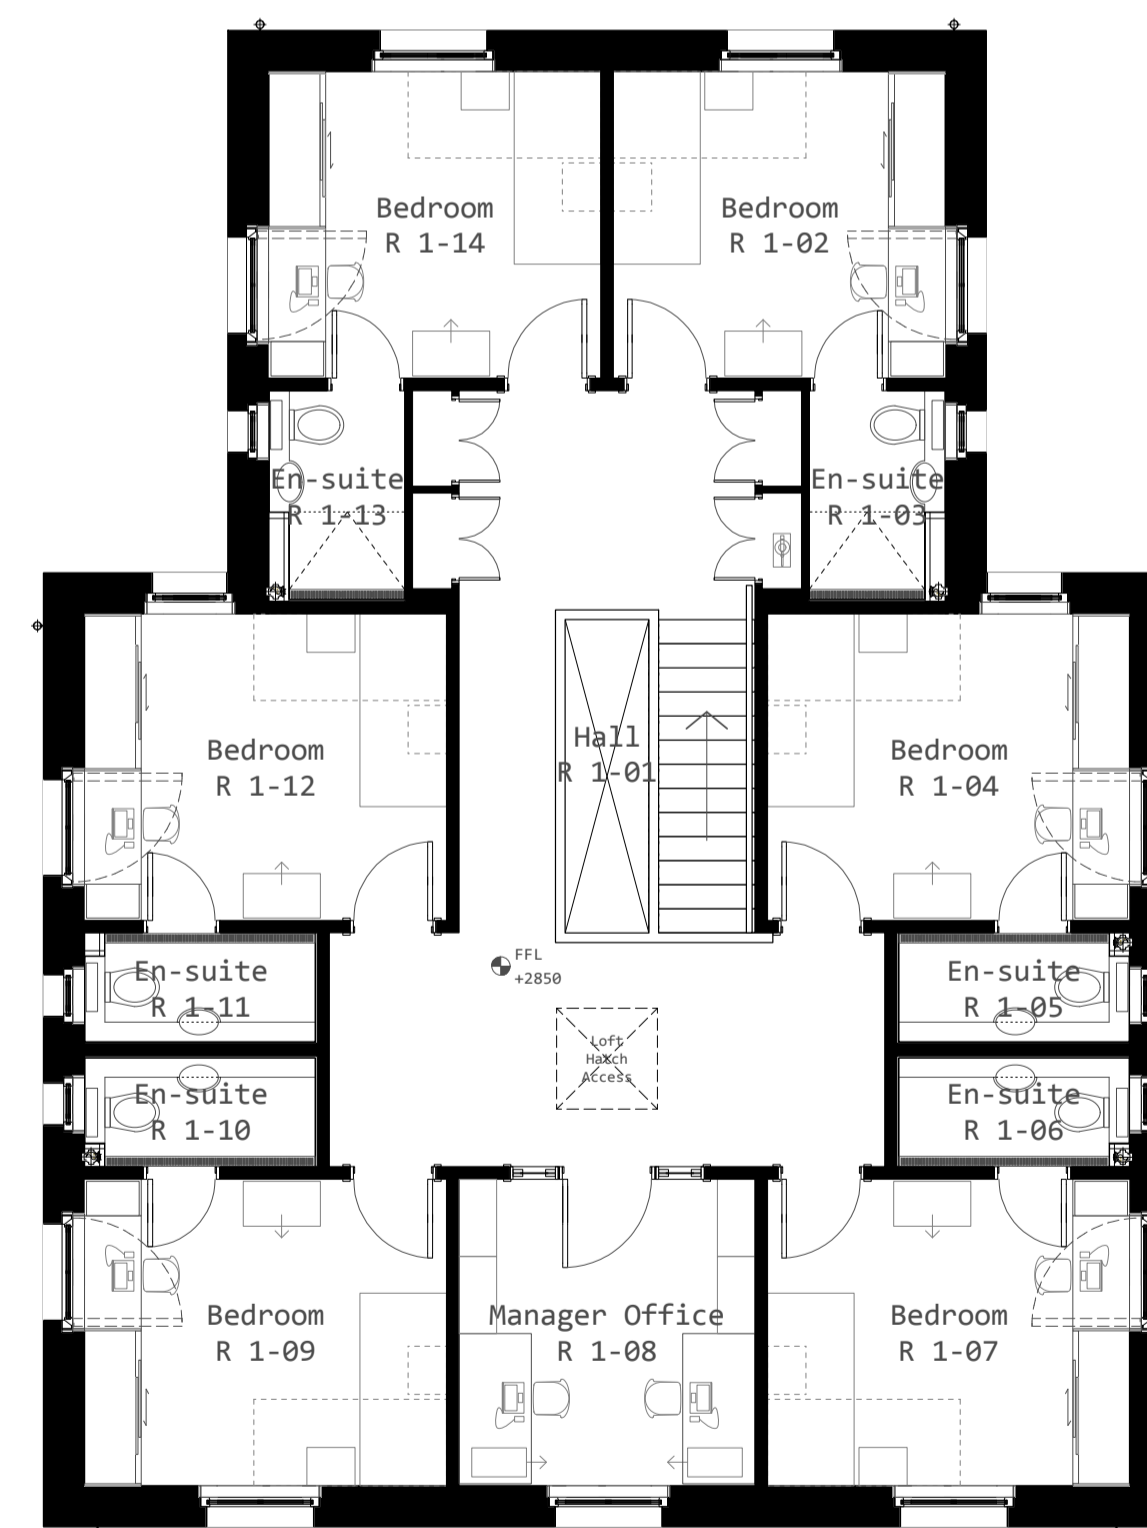 Bedroom
R 1-14
Bedroom
R 1-02
En-suite
R 1-13
En-suite
R 1-03
Hall
R 1-01
Bedroom
R 1-12
Bedroom
R 1-04
FFL
+2850
En-suite
R 1-11
En-suite
R 1-05
Loft
Hatch
Access
En-suite
R 1-10
En-suite
R 1-06
Bedroom
R 1-09
Manager Office
R 1-08
Bedroom
R 1-07